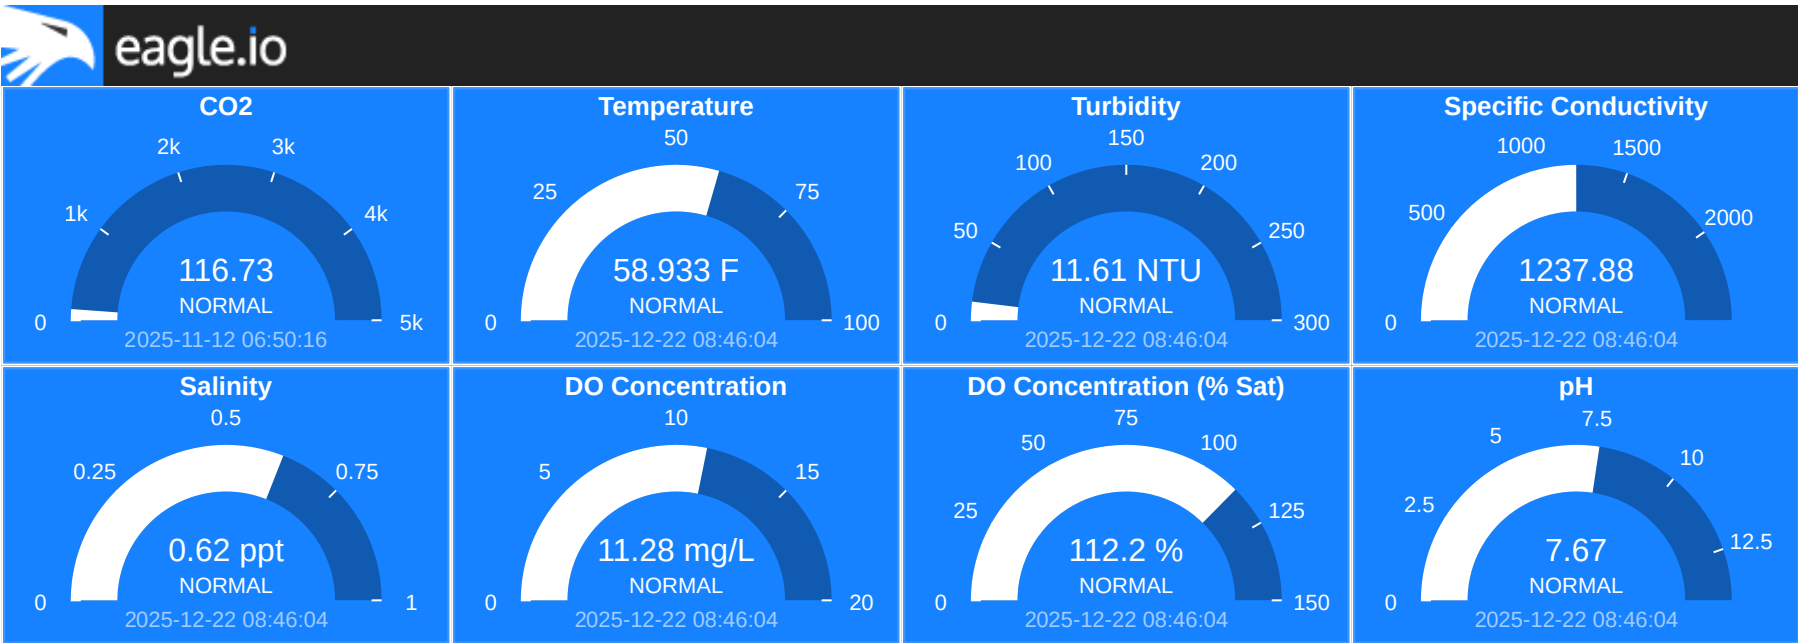 eagle.io
CO2
2k
3k
1k
4k
116.73
NORMAL
0
5k
2025-11-12 06:50:16
Temperature
50
25
75
58.933 F
NORMAL
0
100
2025-12-22 08:46:04
Turbidity
150
100
200
50
250
11.61 NTU
NORMAL
0
300
2025-12-22 08:46:04
Specific Conductivity
1000
1500
500
2000
1237.88
NORMAL
0
2025-12-22 08:46:04
Salinity
0.5
0.25
0.75
0.62 ppt
NORMAL
0
1
2025-12-22 08:46:04
DO Concentration
10
5
15
11.28 mg/L
NORMAL
0
20
2025-12-22 08:46:04
DO Concentration (% Sat)
75
50
100
25
125
112.2 %
NORMAL
0
150
2025-12-22 08:46:04
pH
7.5
5
10
2.5
12.5
7.67
NORMAL
0
2025-12-22 08:46:04